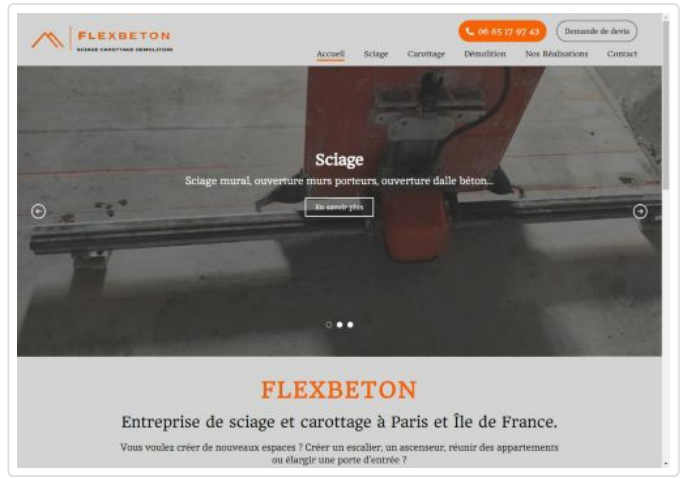 FLEXBETON
SCIAGE CAROTTAGE DEMOLITION
06 65 17 97 43
Demande de devis
Accueil Sciage Carottage Démolition Nos Réalisations Contact
Sciage
Sciage mural, ouverture murs porteurs, ouverture dalle béton...
En savoir plus
FLEXBETON
Entreprise de sciage et carottage à Paris et Île de France.
Vous voulez créer de nouveaux espaces ? Créer un escalier, un ascenseur, réunir des appartements
ou élargir une porte d'entrée ?